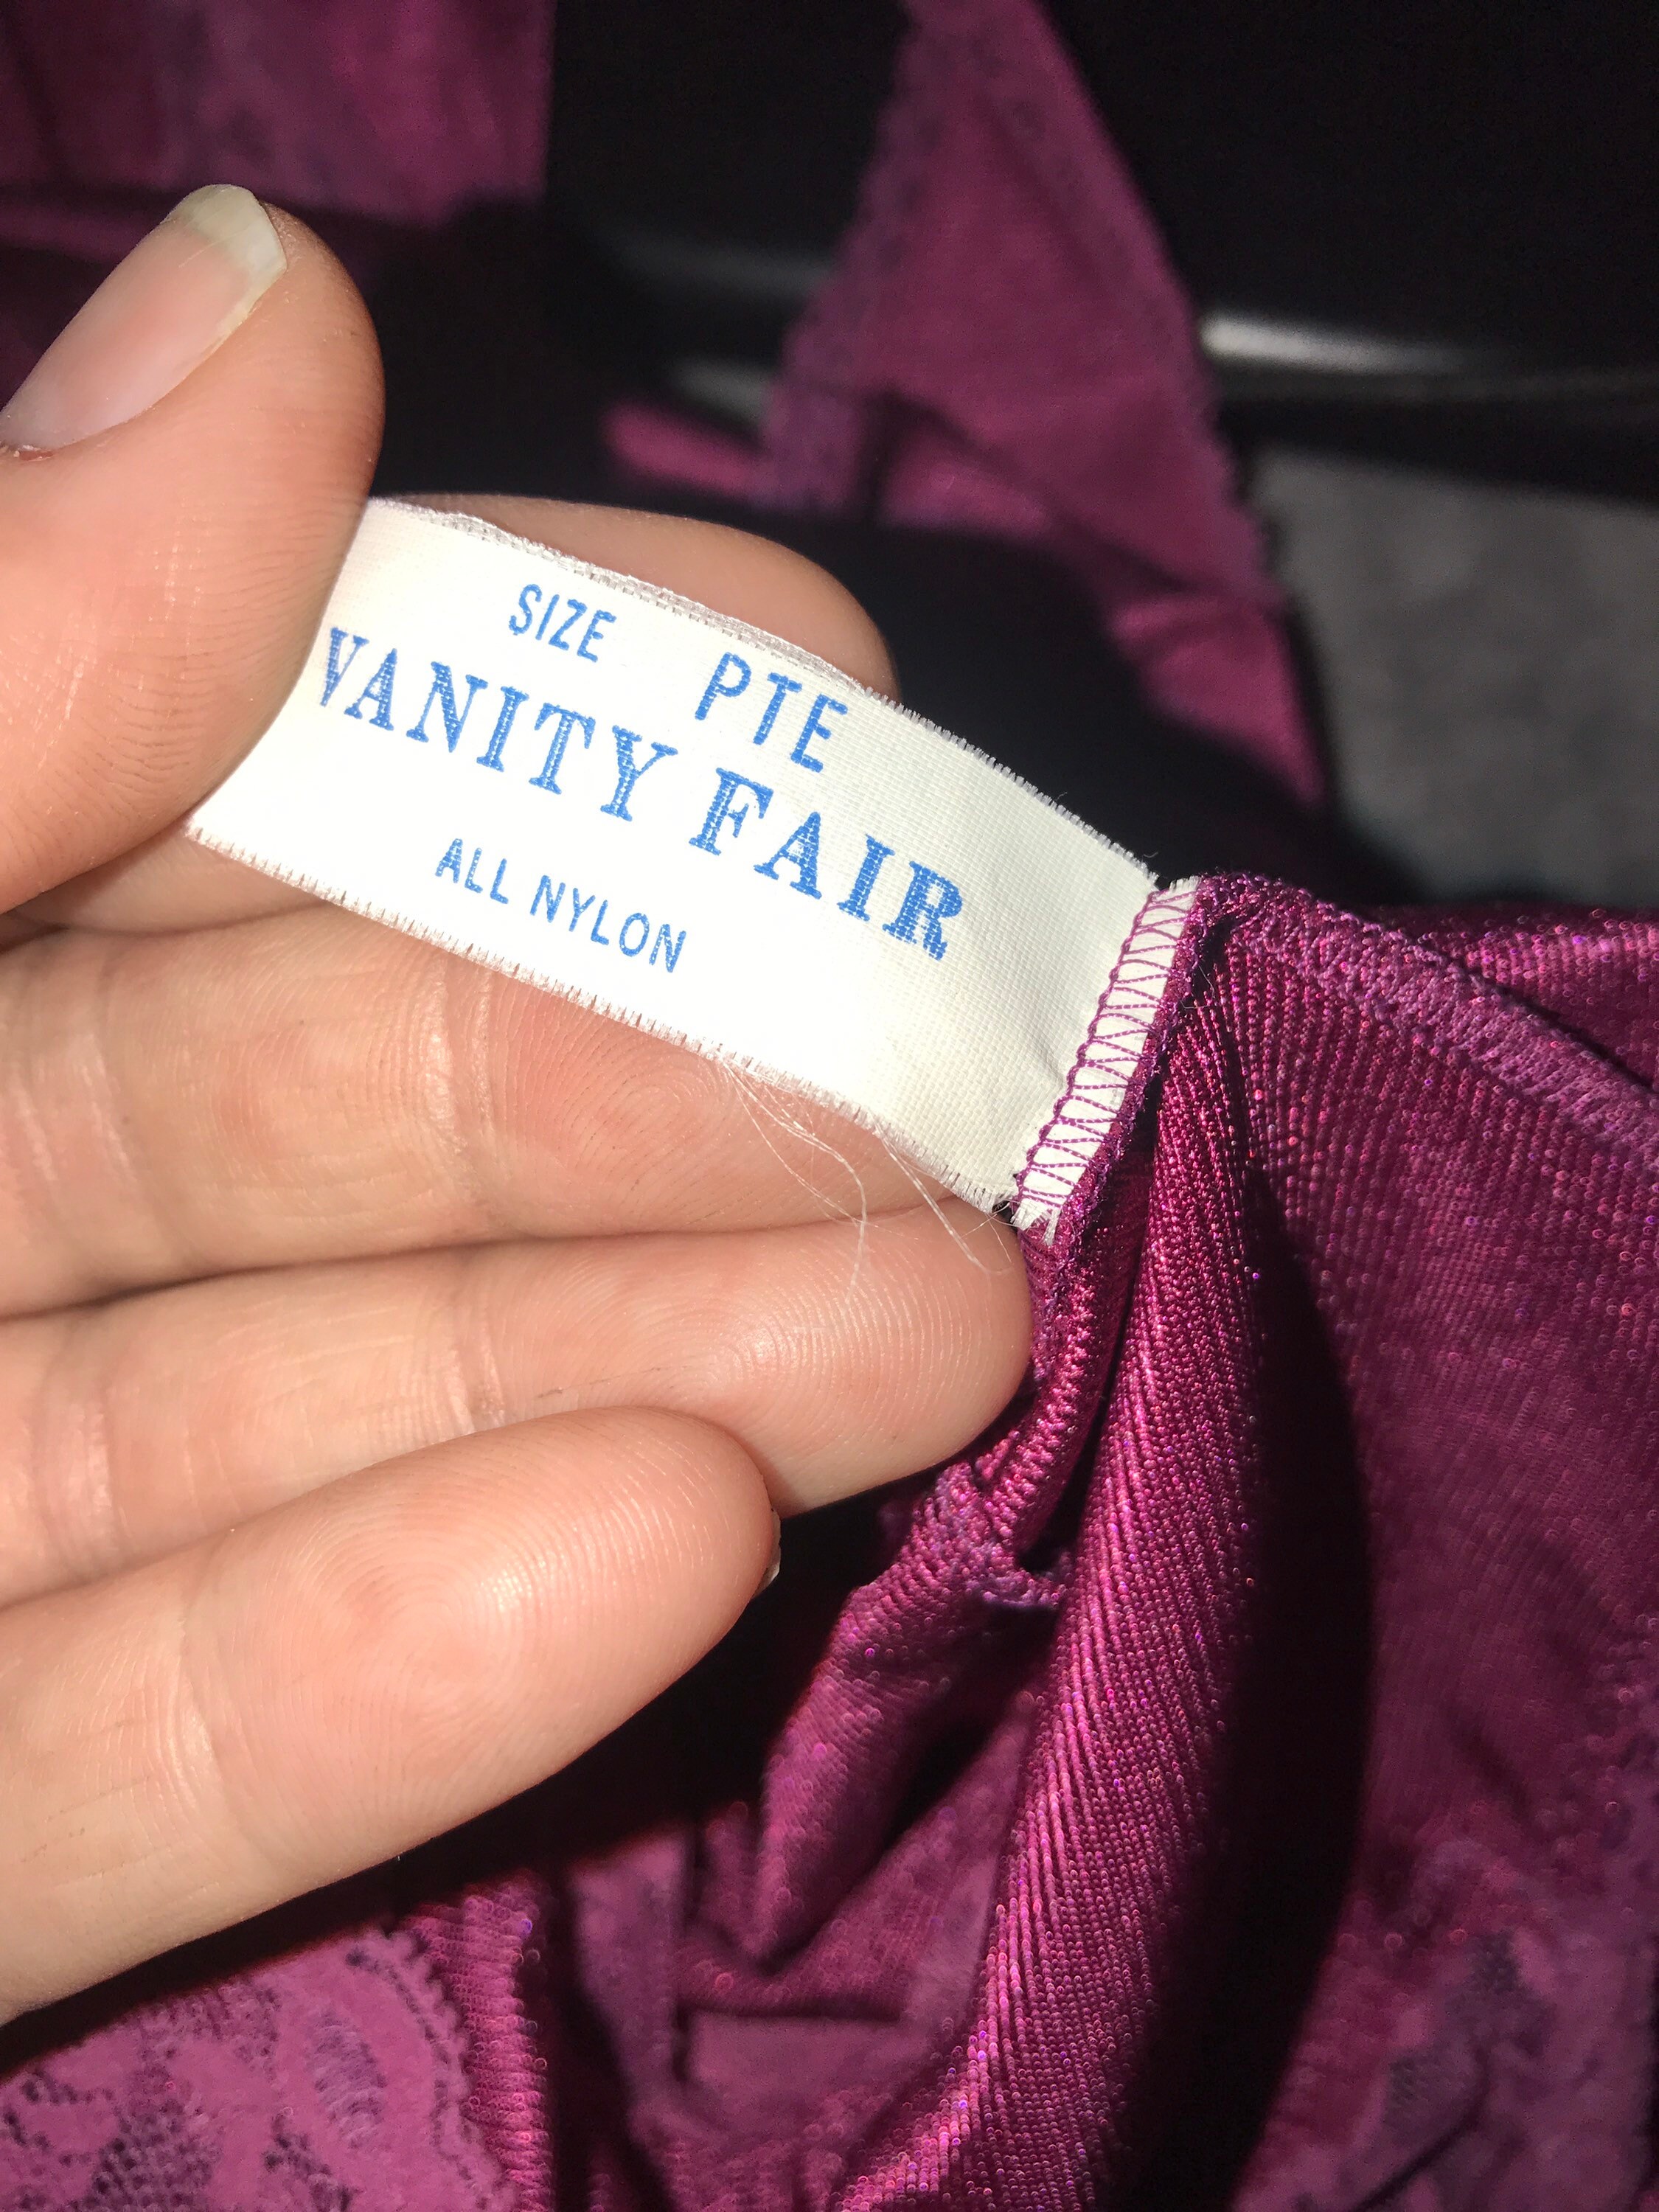 SIZE PTE
VANITY FAIR
ALL NYLON